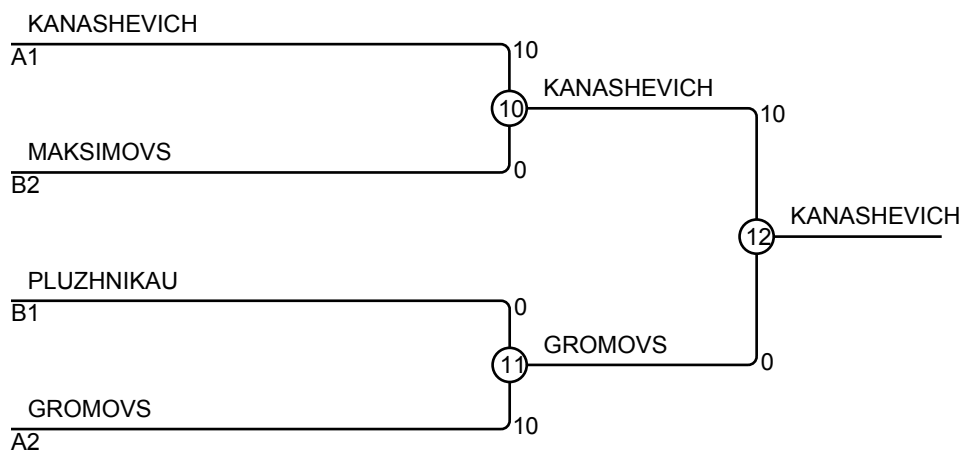 KANASHEVICH
A1
10
10
KANASHEVICH
10
MAKSIMOVS
B2
0
KANASHEVICH
12
PLUZHNIKAU
B1
0
11
GROMOVS
0
GROMOVS
A2
10